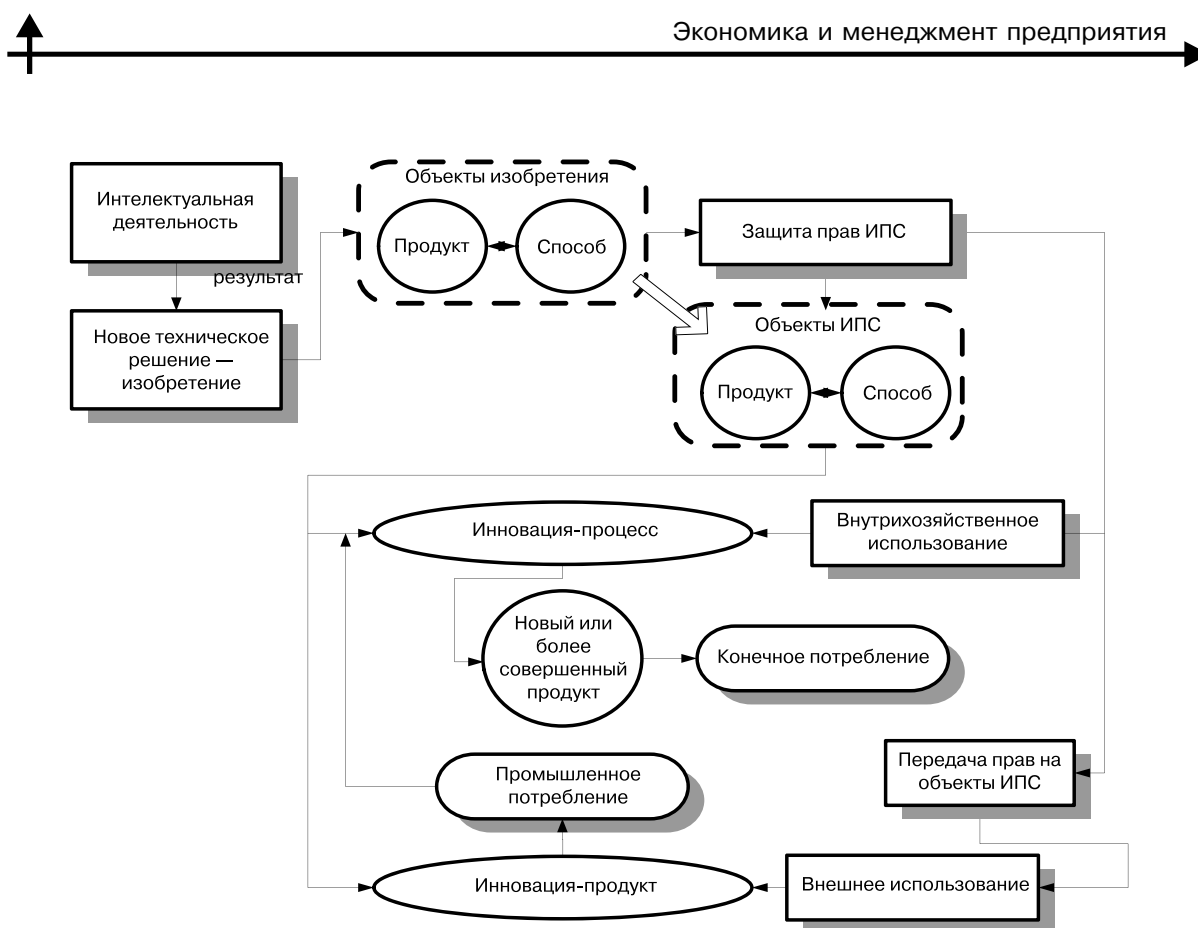 Экономика и менеджмент предприятия
Интелектуальная
деятельность
результат
Новое техническое
решение —
изобретение
Объекты изобретения
Продукт
Способ
Защита прав ИПС
Объекты ИПС
Продукт
Способ
Инновация-процесс
Внутрихозяйственное
использование
Новый или
более
совершенный
продукт
Конечное потребление
Промышленное
потребление
Передача прав на
объекты ИПС
Инновация-продукт
Внешнее использование